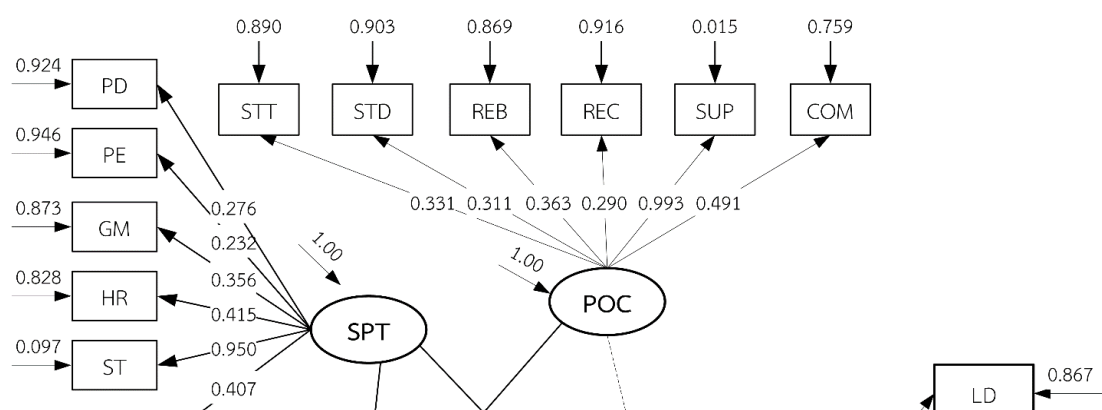 0.890 0.903 0.869 0.916 0.015 0.759
0.924
PD
STT STD REB REC SUP COM
0.946
PE
0.873
GM
0.276
0.331 0.311 0.363 0.290 0.993 0.491
0.232
1.00
1.00
0.828
HR
0.356
0.415
SPT
POC
0.097
ST
0.950
0.407
LD
0.867